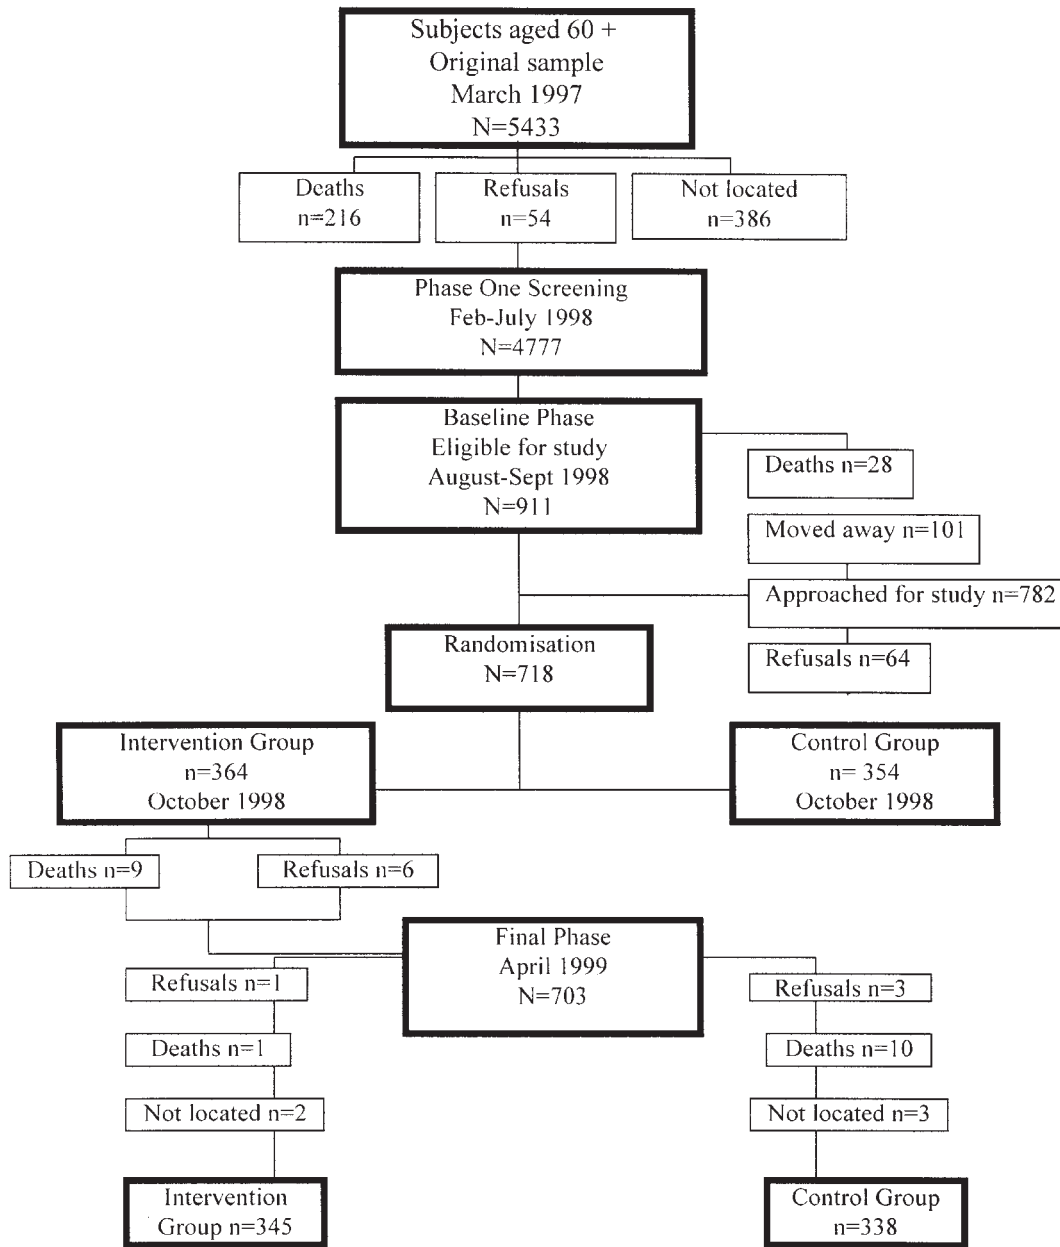 Subjects aged 60 +
Original sample
March 1997
N=5433
Deaths
n=216
Refusals
n=54
Not located
n=386
Phase One Screening
Feb-July 1998
N=4777
Baseline Phase
Eligible for study
August-Sept 1998
N=911
Deaths n=28
Moved away n=101
Approached for study n=782
Refusals n=64
Randomisation
N=718
Intervention Group
n=364
October 1998
Control Group
n= 354
October 1998
Deaths n=9
Refusals n=6
Final Phase
April 1999
N=703
Refusals n=1
Deaths n=1
Not located n=2
Intervention
Group n=345
Refusals n=3
Deaths n=10
Not located n=3
Control Group
n=338